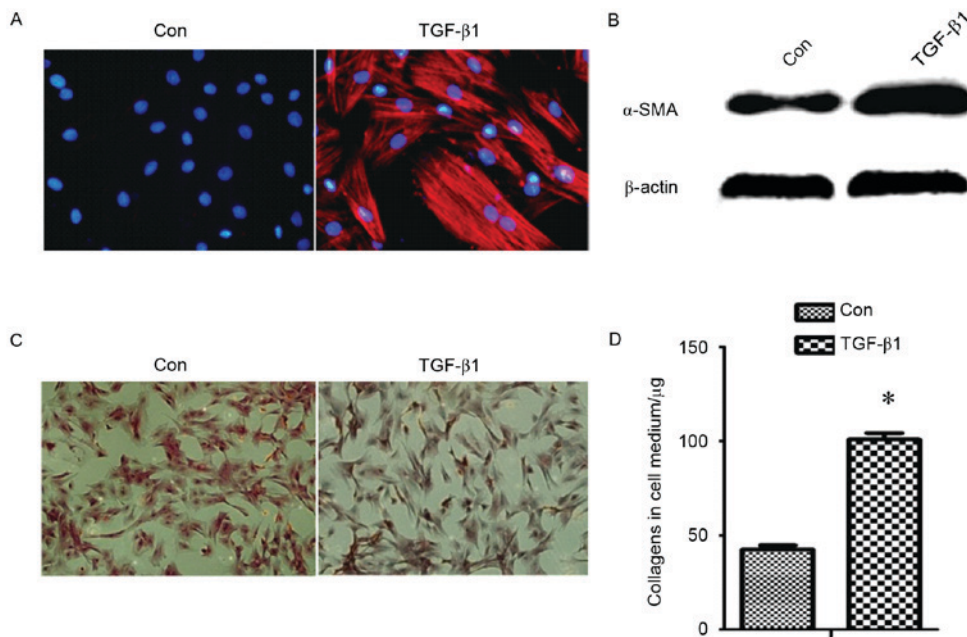 A
Con
TGF-β1
B
Con
TGF-β1
α-SMA
β-actin
C
Con
TGF-β1
D
Con
TGF-β1
Collagens in cell medium/μg
150
100
50
0
*